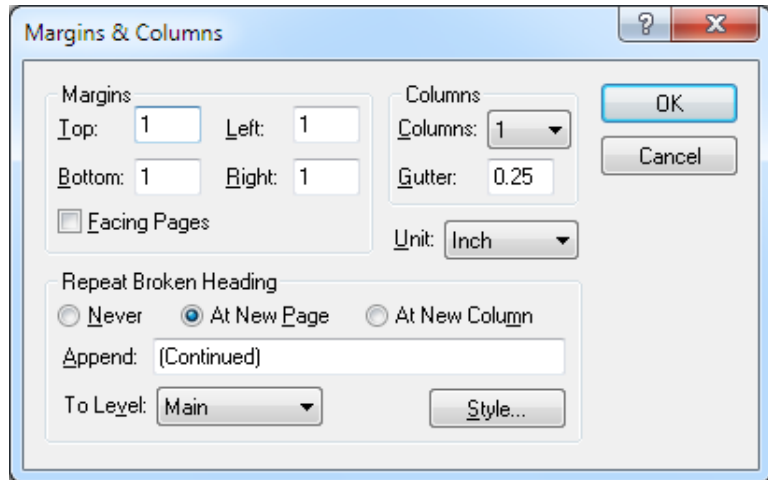 Margins & Columns
Margins
Top: 1 Left: 1
Bottom: 1 Right: 1
Facing Pages
Columns
Columns: 1
Gutter: 0.25
Unit: Inch
OK
Cancel
Repeat Broken Heading
Never At New Page At New Column
Append: (Continued)
To Level: Main Style...